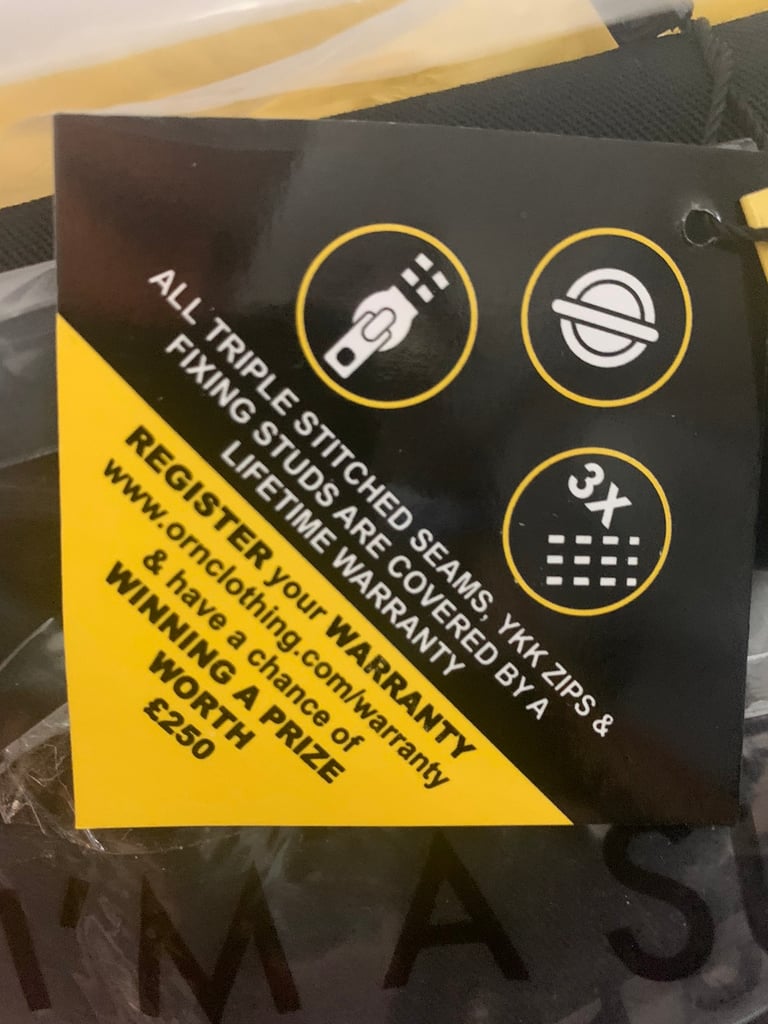 ALL TRIPLE STITCHED SEAMS, YKK ZIPS &
FIXING STUDS ARE COVERED BY A
LIFETIME WARRANTY
3X
REGISTER your WARRANTY
www.ornclothing.com/warranty
& have a chance of
WINNING A PRIZE
WORTH
£250
I'M A